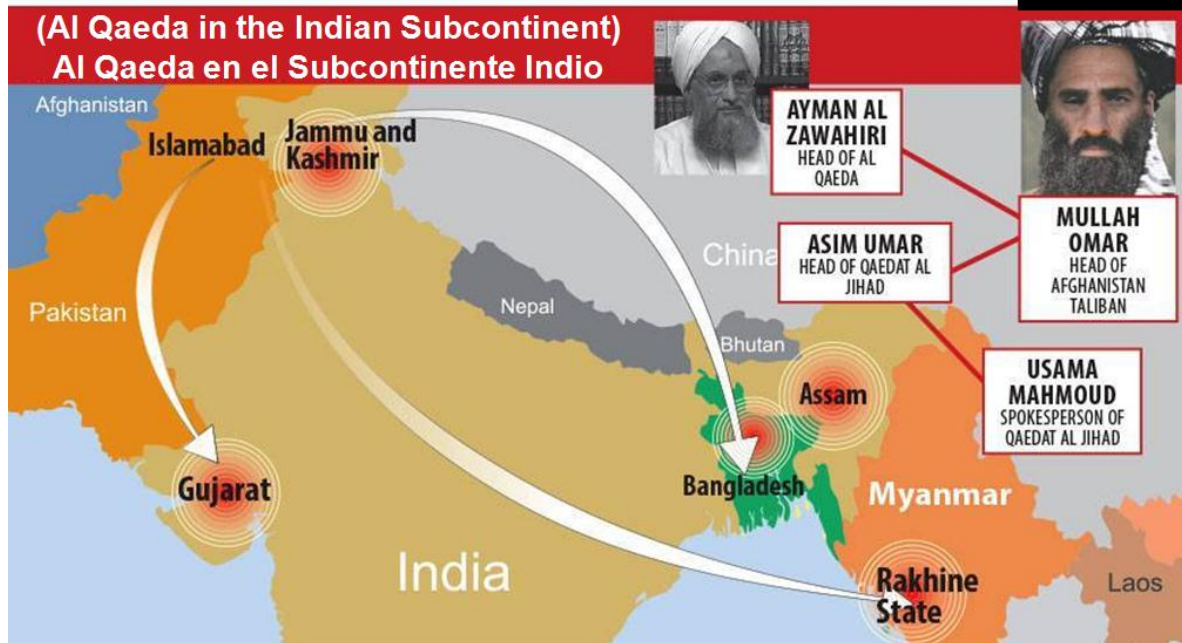 (Al Qaeda in the Indian Subcontinent)
Al Qaeda en el Subcontinente Indio
AYMAN AL
ZAWAHIRI
HEAD OF AL
QAEDA
MULLAH
OMAR
HEAD OF
AFGHANISTAN
TALIBAN
ASIM UMAR
HEAD OF QAEDAT AL
JIHAD
USAMA
MAHMOUD
SPOKESPERSON OF
QAEDAT AL JIHAD
Afghanistan
Islamabad
Jammu and
Kashmir
China
Pakistan
Nepal
Bhutan
Assam
Gujarat
Bangladesh
Myanmar
India
Rakhine
State
Laos